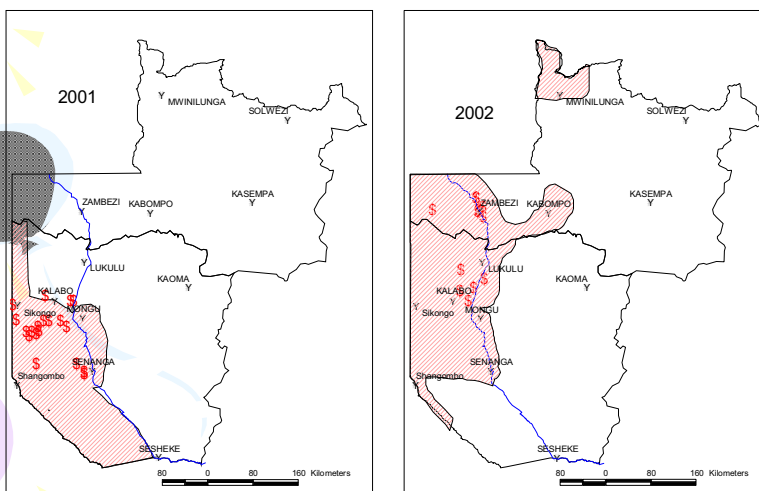 2001
MWINILUNGA
SOLWEZI
ZAMBEZI
KABOMPO
KASEMPA
LUKULU
KAOMA
KALABO
Sikongo
MONGU
SENANGA
Shangombo
SESHEKE
80 0 80 160 Kilometers
2002
MWINILUNGA
SOLWEZI
ZAMBEZI
KABOMPO
KASEMPA
LUKULU
KAOMA
KALABO
Sikongo
MONGU
SENANGA
Shangombo
SESHEKE
80 0 80 160 Kilometers